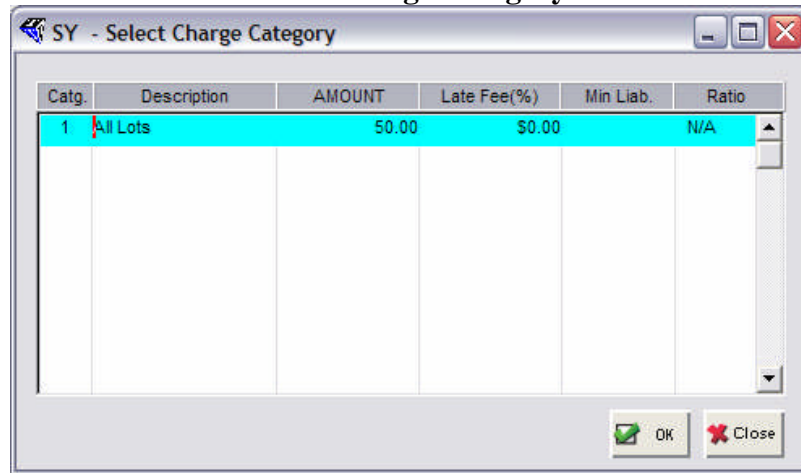 SY - Select Charge Category
Catg. Description AMOUNT Late Fee(%) Min Liab. Ratio
1 All Lots 50.00 $0.00 N/A
OK Close